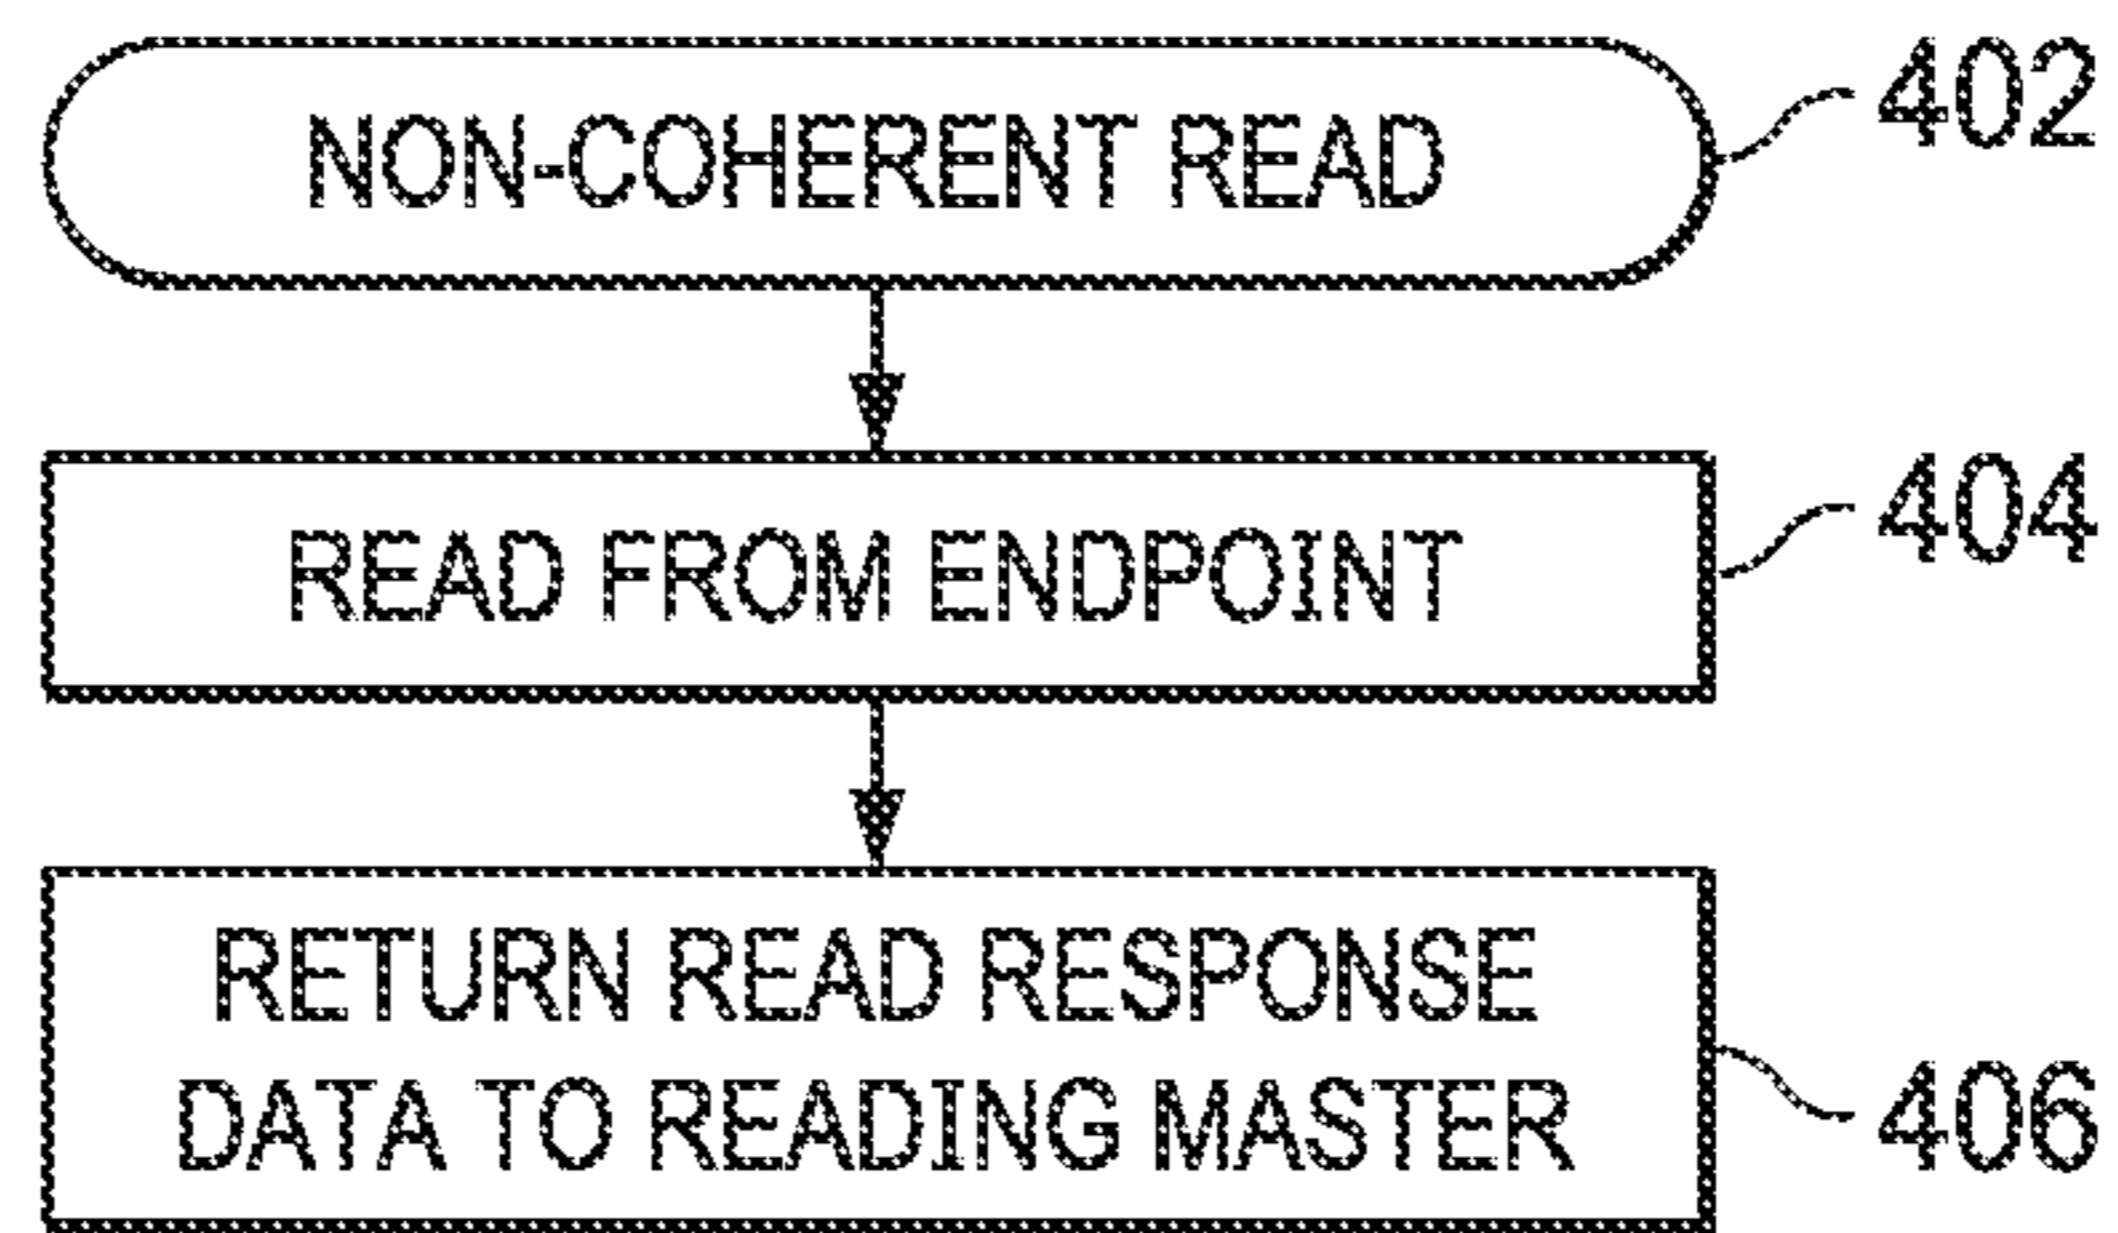 NON-COHERENT READ
402
READ FROM ENDPOINT
404
RETURN READ RESPONSE
DATA TO READING MASTER
406